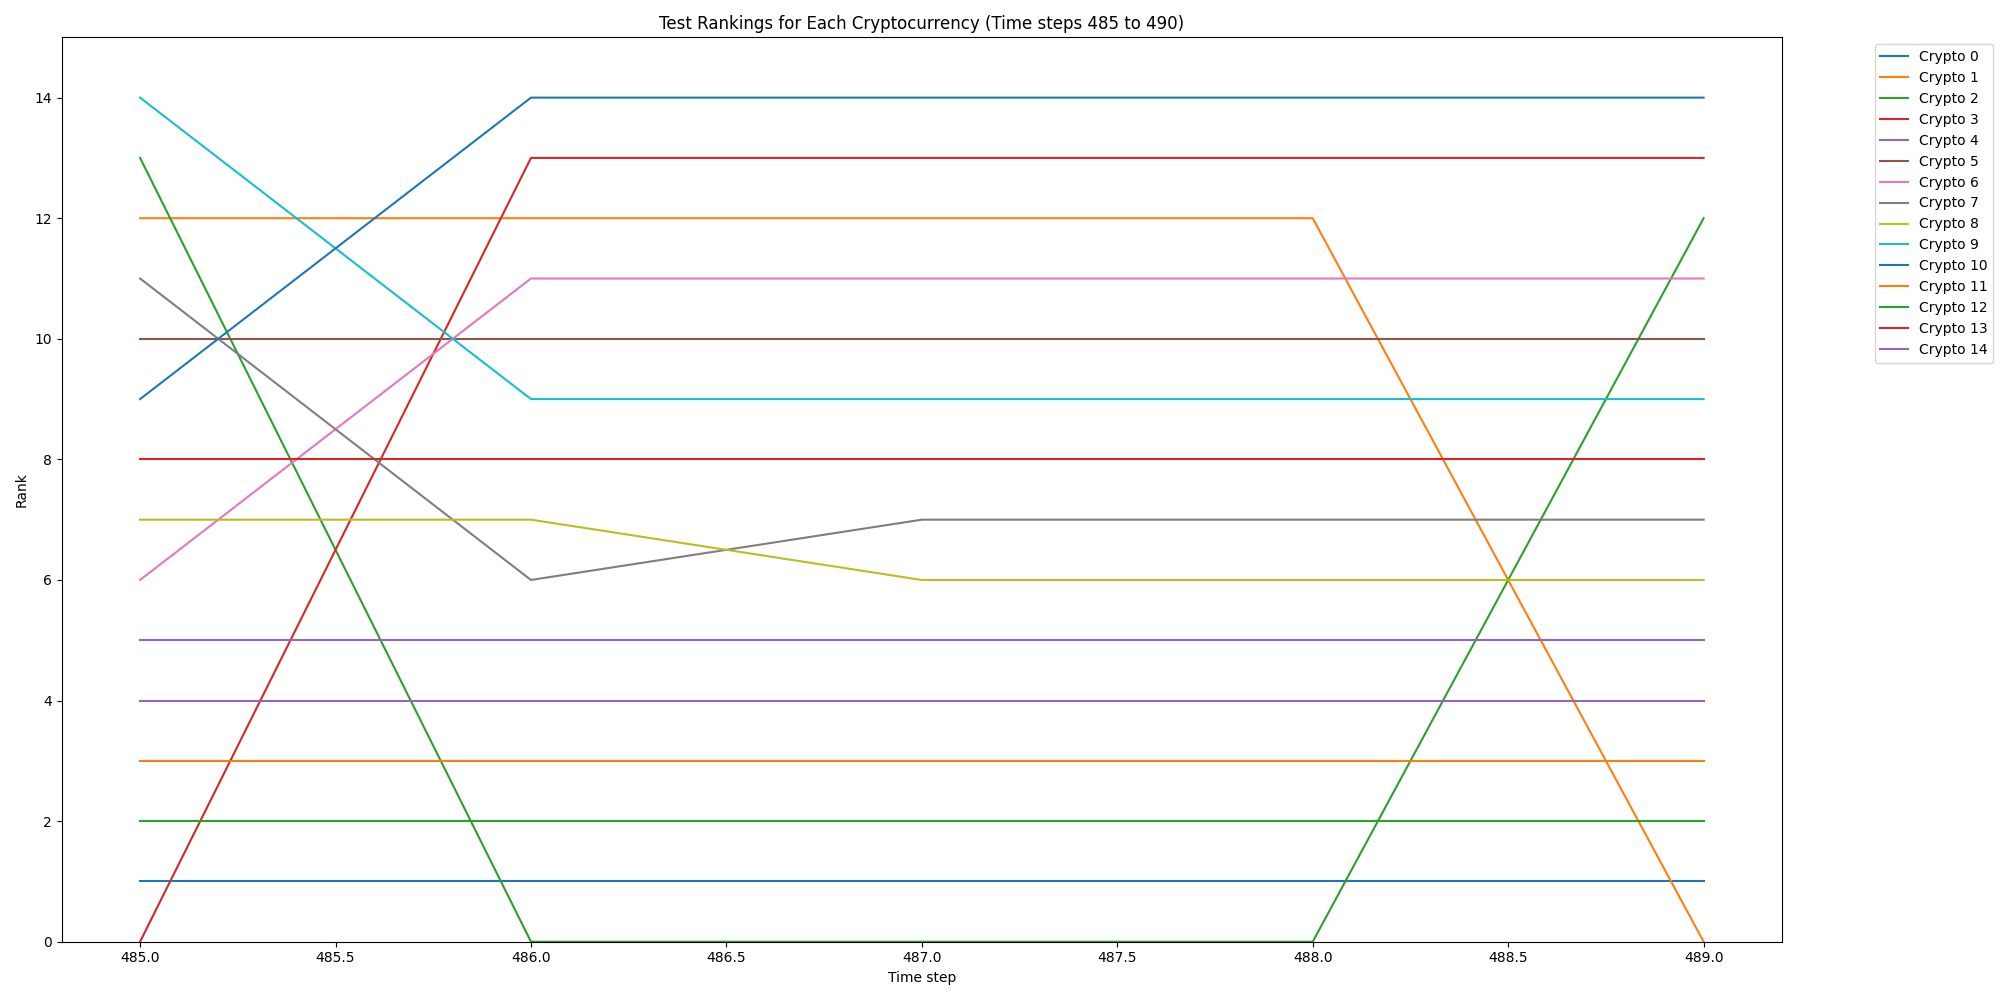 Test Rankings for Each Cryptocurrency (Time steps 485 to 490)
Crypto 0
Crypto 1
Crypto 2
Crypto 3
Crypto 4
Crypto 5
Crypto 6
Crypto 7
Crypto 8
Crypto 9
Crypto 10
Crypto 11
Crypto 12
Crypto 13
Crypto 14
Rank
14
12
10
8
6
4
2
0
485.0 485.5 486.0 486.5 487.0 487.5 488.0 488.5 489.0
Time step